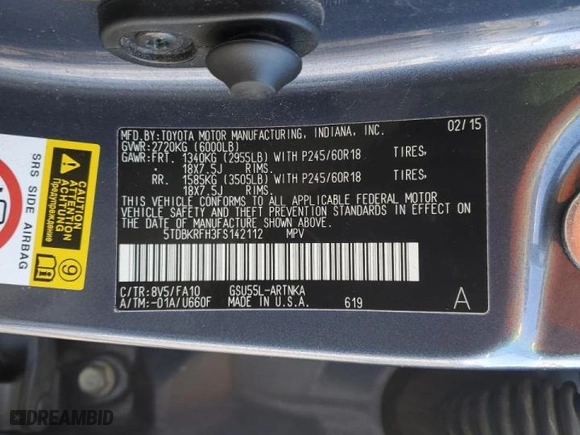 MFD.BY:TOYOTA MOTOR MANUFACTURING, INDIANA, INC. 02/15
GVWR:2720KG (6000LB)
GAWR:FRT. 1340KG (2955LB) WITH P245/60R18 TIRES,
18X7.5J RIMS.
RR. 1585KG (3505LB) WITH P245/60R18 TIRES,
18X7.5J RIMS.
THIS VEHICLE CONFORMS TO ALL APPLICABLE FEDERAL MOTOR
VEHICLE SAFETY STANDARDS IN EFFECT ON
THE DATE OF MANUFACTURE SHOWN ABOVE.
5TDBKRFH3FS142112 MPV
C/TR:8V5/FA10 GSU55L-ARTNKA
A/TM:-01A/U660F MADE IN U.S.A. 619 A
SRS SIDE AIRBAG
CAUTION
ATTENTION
ACHTUNG
Предупреждение
9
DREAMBID